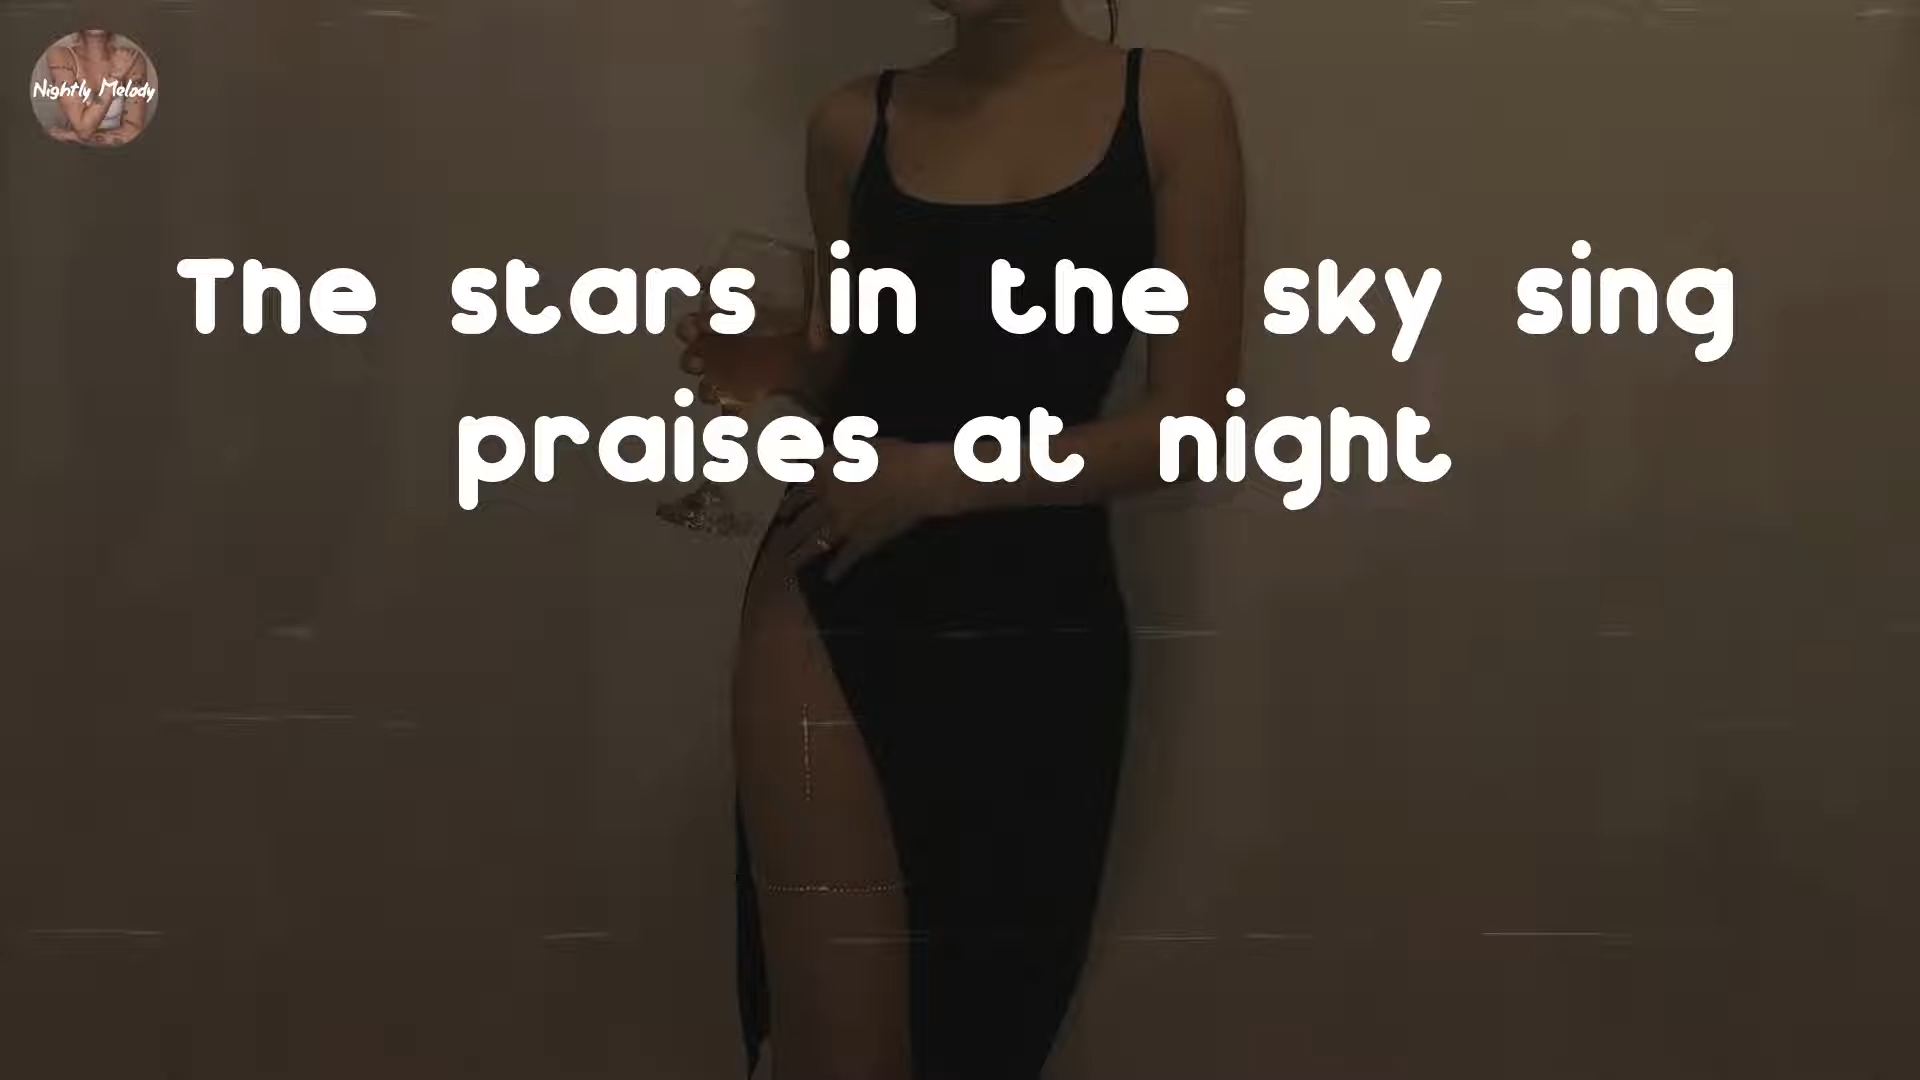 Nightly Melody
The stars in the sky sing
praises at night